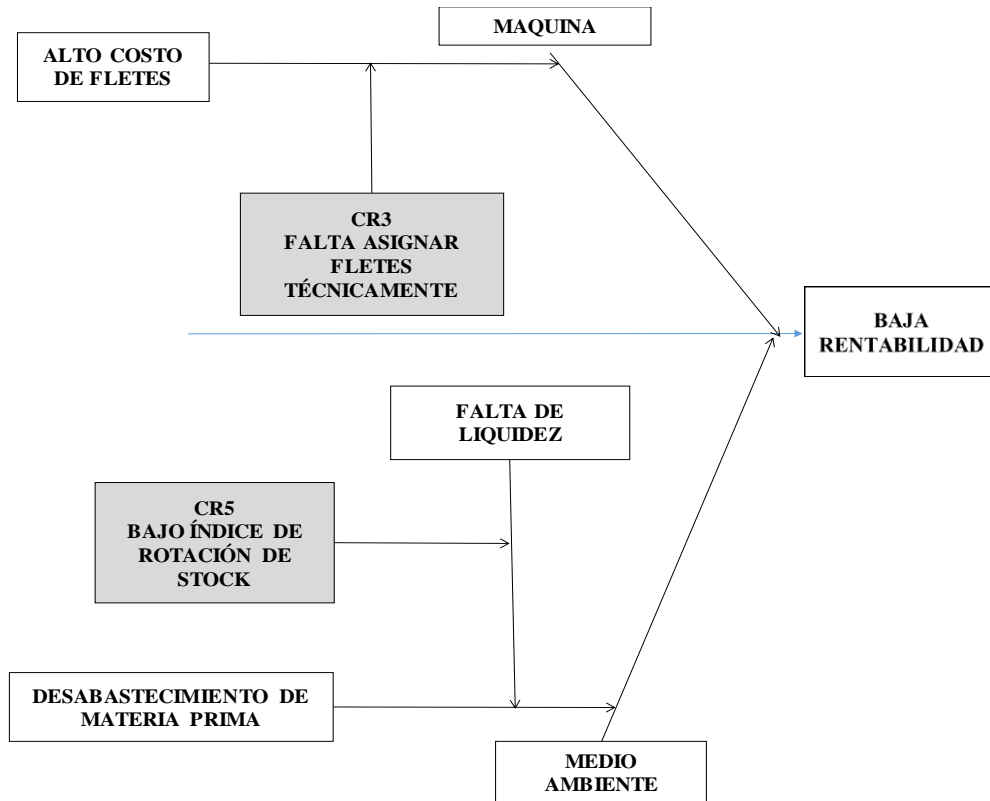 MAQUINA
ALTO COSTO
DE FLETES
CR3
FALTA ASIGNAR
FLETES
TÉCNICAMENTE
BAJA
RENTABILIDAD
FALTA DE
LIQUIDEZ
CR5
BAJO ÍNDICE DE
ROTACIÓN DE
STOCK
DESABASTECIMIENTO DE
MATERIA PRIMA
MEDIO
AMBIENTE